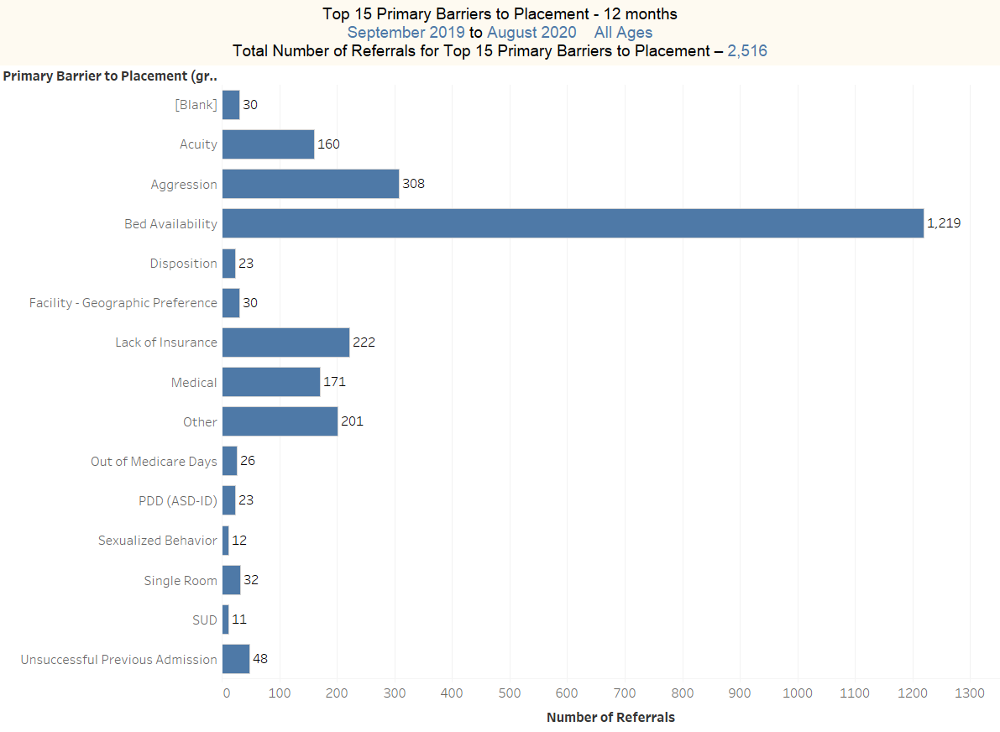 Top 15 Primary Barriers to Placement - 12 months
September 2019 to August 2020 All Ages
Total Number of Referrals for Top 15 Primary Barriers to Placement – 2,516
Primary Barrier to Placement (gr..
[Blank] 30
Acuity 160
Aggression 308
Bed Availability 1,219
Disposition 23
Facility - Geographic Preference 30
Lack of Insurance 222
Medical 171
Other 201
Out of Medicare Days 26
PDD (ASD-ID) 23
Sexualized Behavior 12
Single Room 32
SUD 11
Unsuccessful Previous Admission 48
0 100 200 300 400 500 600 700 800 900 1000 1100 1200 1300
Number of Referrals